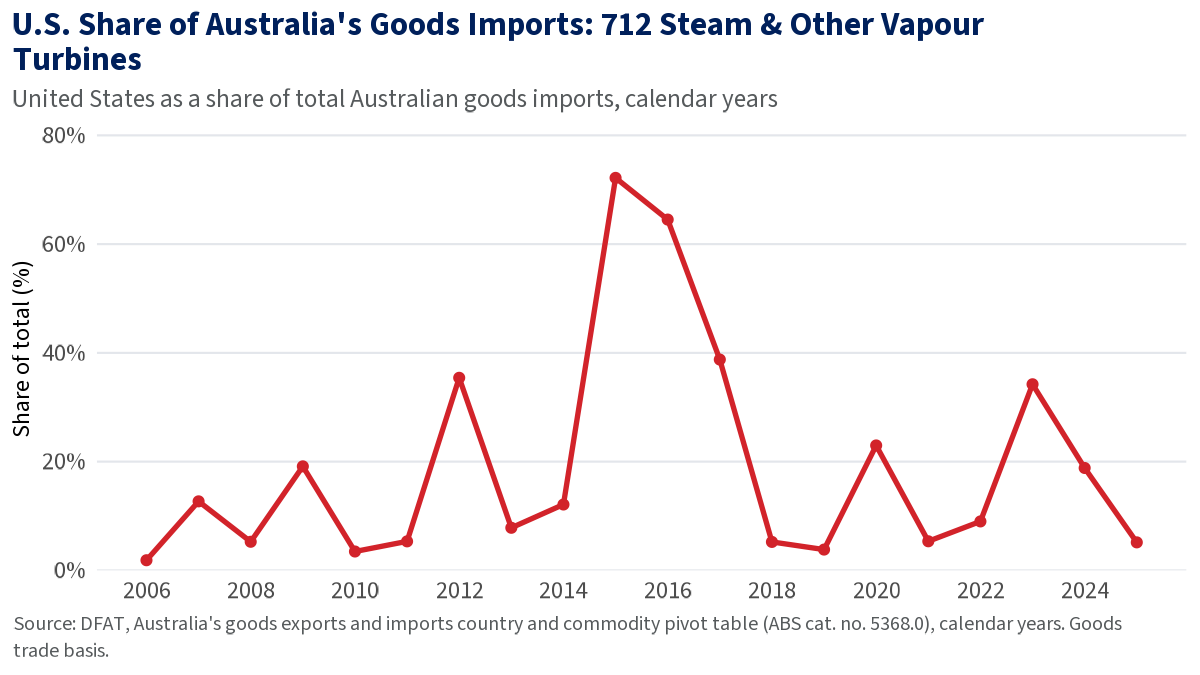 U.S. Share of Australia's Goods Imports: 712 Steam & Other Vapour
Turbines
United States as a share of total Australian goods imports, calendar years
80%
60%
40%
20%
0%
Share of total (%)
2006 2008 2010 2012 2014 2016 2018 2020 2022 2024
Source: DFAT, Australia's goods exports and imports country and commodity pivot table (ABS cat. no. 5368.0), calendar years. Goods
trade basis.